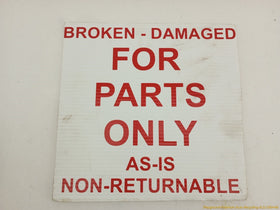 BROKEN - DAMAGED
FOR
PARTS
ONLY
AS-IS
NON-RETURNABLE